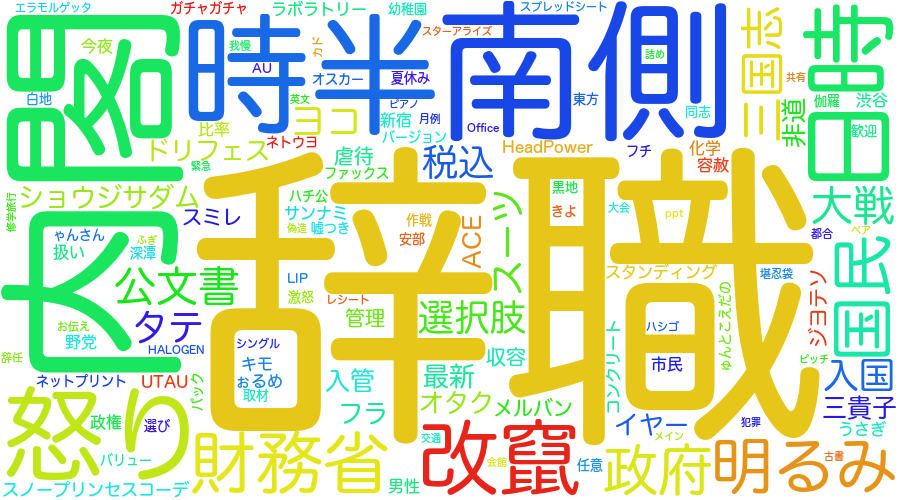 エラモルゲッタ
ガチャガチャ
ラボラトリー
幼稚園
スプレッドシート
スターアライズ
今夜
我慢
カド
AU
オスカー
夏休み
詰め
共有
三国志
日時
内閣
時半
南側
白地
英文
ピアノ
月例
東方
同志
伽羅
渋谷
比率
ヨコ
新宿
バージョン
Office
非道
歓迎
ドリフェス
ネトウヨ
HeadPower
フチ
化学
容赦
緊急
虐待
ファックス
税込
ショウジサダム
ハチ公
黒地
大戦
修学旅行
スミレ
サンナミ
作戦
ACE
スーツ
きよ
大会
ppt
偽造
嘘つき
安部
都合
ペア
ゃんさん
ふぎ
扱い
深潭
国民
辞職
公文書
LIP
激怒
スタンディング
堪忍袋
レシート
選択肢
管理
ゅんとこえだの
ジヨテン
お伝え
タテ
野党
シングル
ハシゴ
HALOGEN
収容
コンクリート
市民
ピッチ
辞任
キモ
ネットプリント
UTAU
ぉるめ
入管
最新
入国
取材
バック
オタク
メルバン
三貴子
怒り
政権
選び
フラ
イヤー
犯罪
うさぎ
バリュー
財務省
交通
改竄
メイン
政府
明るみ
古書
会館
任意
スノープリンセスコーデ
男性